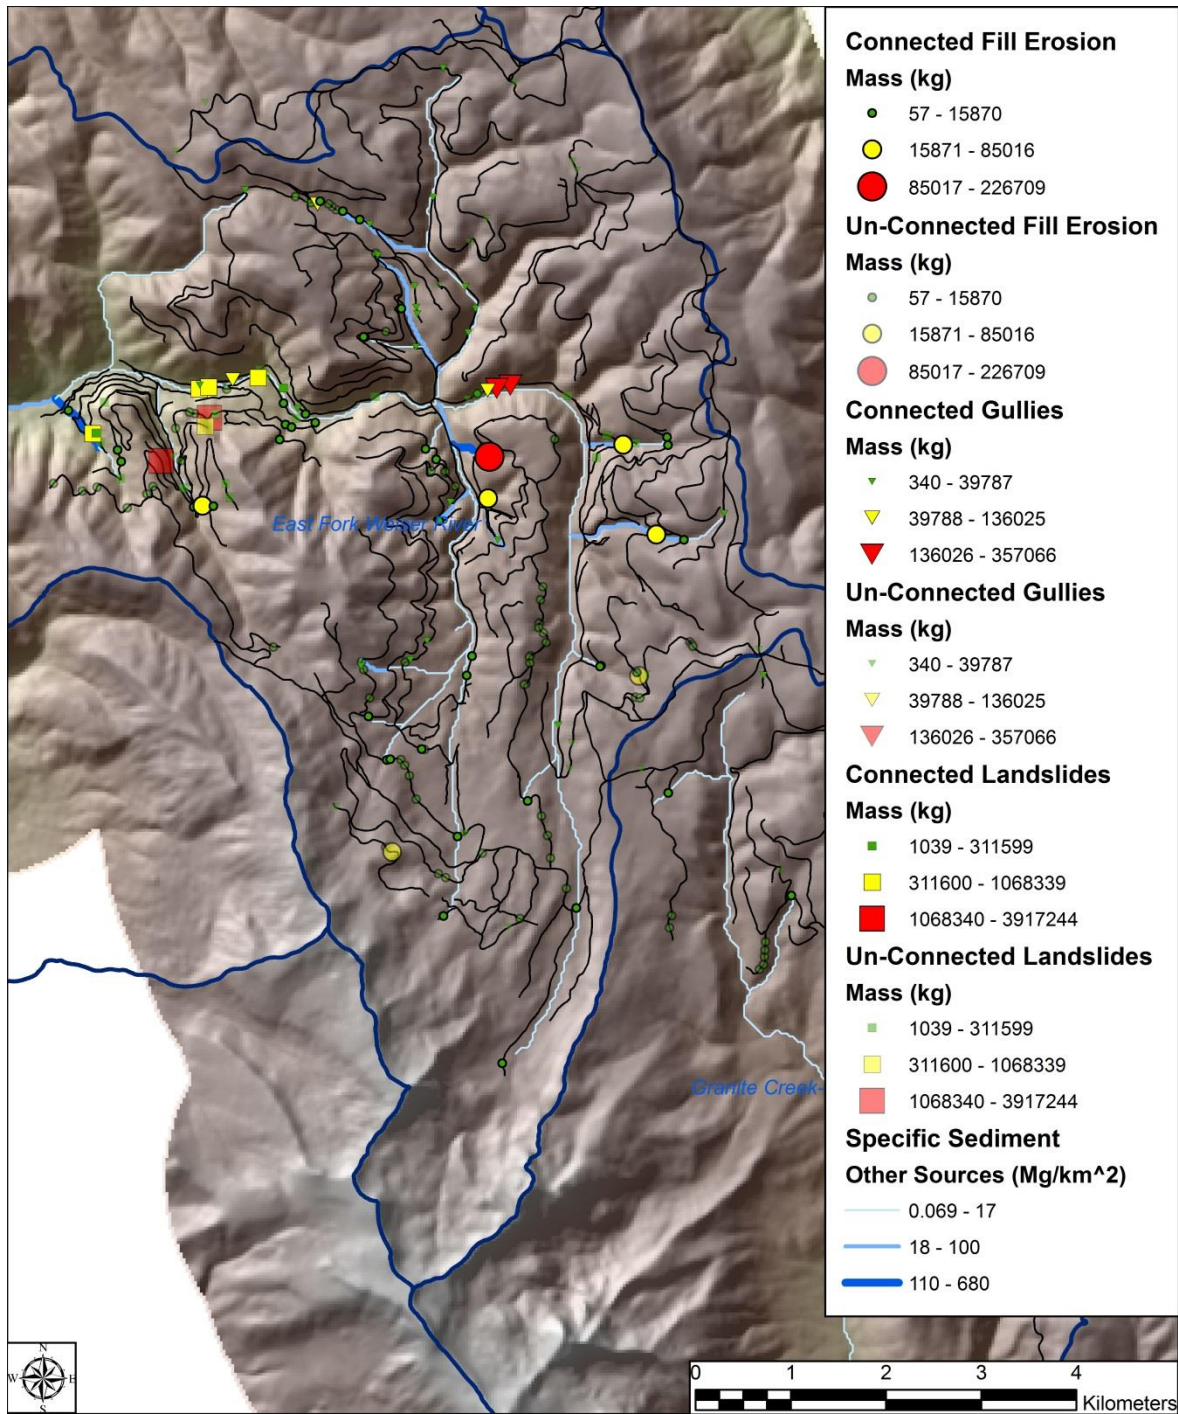 Connected Fill Erosion
Mass (kg)
57 - 15870
15871 - 85016
85017 - 226709
Un-Connected Fill Erosion
Mass (kg)
57 - 15870
15871 - 85016
85017 - 226709
Connected Gullies
Mass (kg)
340 - 39787
39788 - 136025
136026 - 357066
Un-Connected Gullies
Mass (kg)
340 - 39787
39788 - 136025
136026 - 357066
Connected Landslides
Mass (kg)
1039 - 311599
311600 - 1068339
1068340 - 3917244
Un-Connected Landslides
Mass (kg)
1039 - 311599
311600 - 1068339
1068340 - 3917244
Specific Sediment
Other Sources (Mg/km^2)
0.069 - 17
18 - 100
110 - 680
East Fork Weiser River
Granite Creek-
N
W E
S
0 1 2 3 4
Kilometers